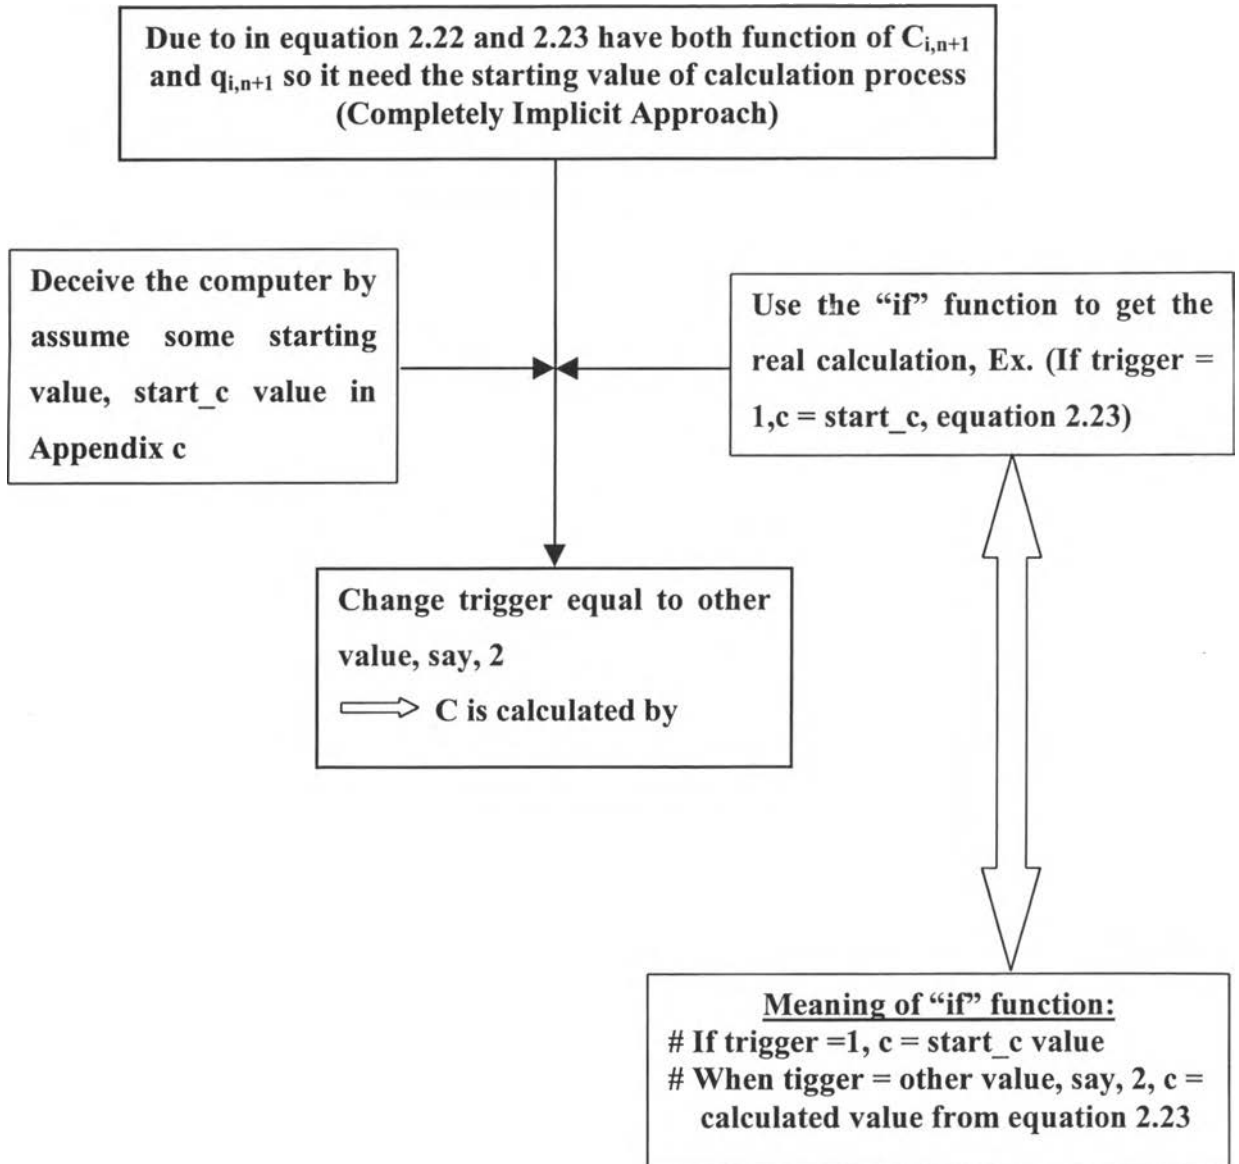 Due to in equation 2.22 and 2.23 have both function of Ci,n+1
and qi,n+1 so it need the starting value of calculation process
(Completely Implicit Approach)
Deceive the computer by
assume some starting
value, start_c value in
Appendix c
Use the “if” function to get the
real calculation, Ex. (If trigger =
1,c = start_c, equation 2.23)
Change trigger equal to other
value, say, 2
C is calculated by
Meaning of “if” function:
# If trigger =1, c = start_c value
# When tigger = other value, say, 2, c =
calculated value from equation 2.23